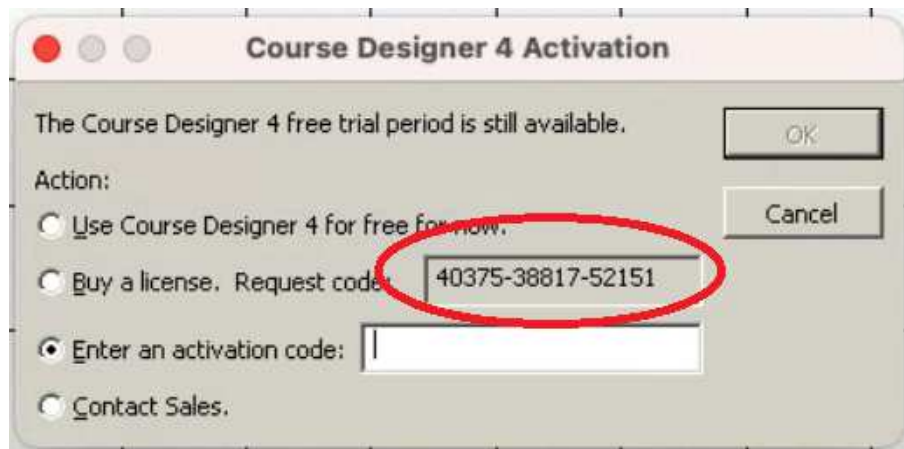 Course Designer 4 Activation
The Course Designer 4 free trial period is still available.
OK
Action:
Use Course Designer 4 for free for now.
Cancel
Buy a license. Request code: 40375-38817-52151
Enter an activation code:
Contact Sales.